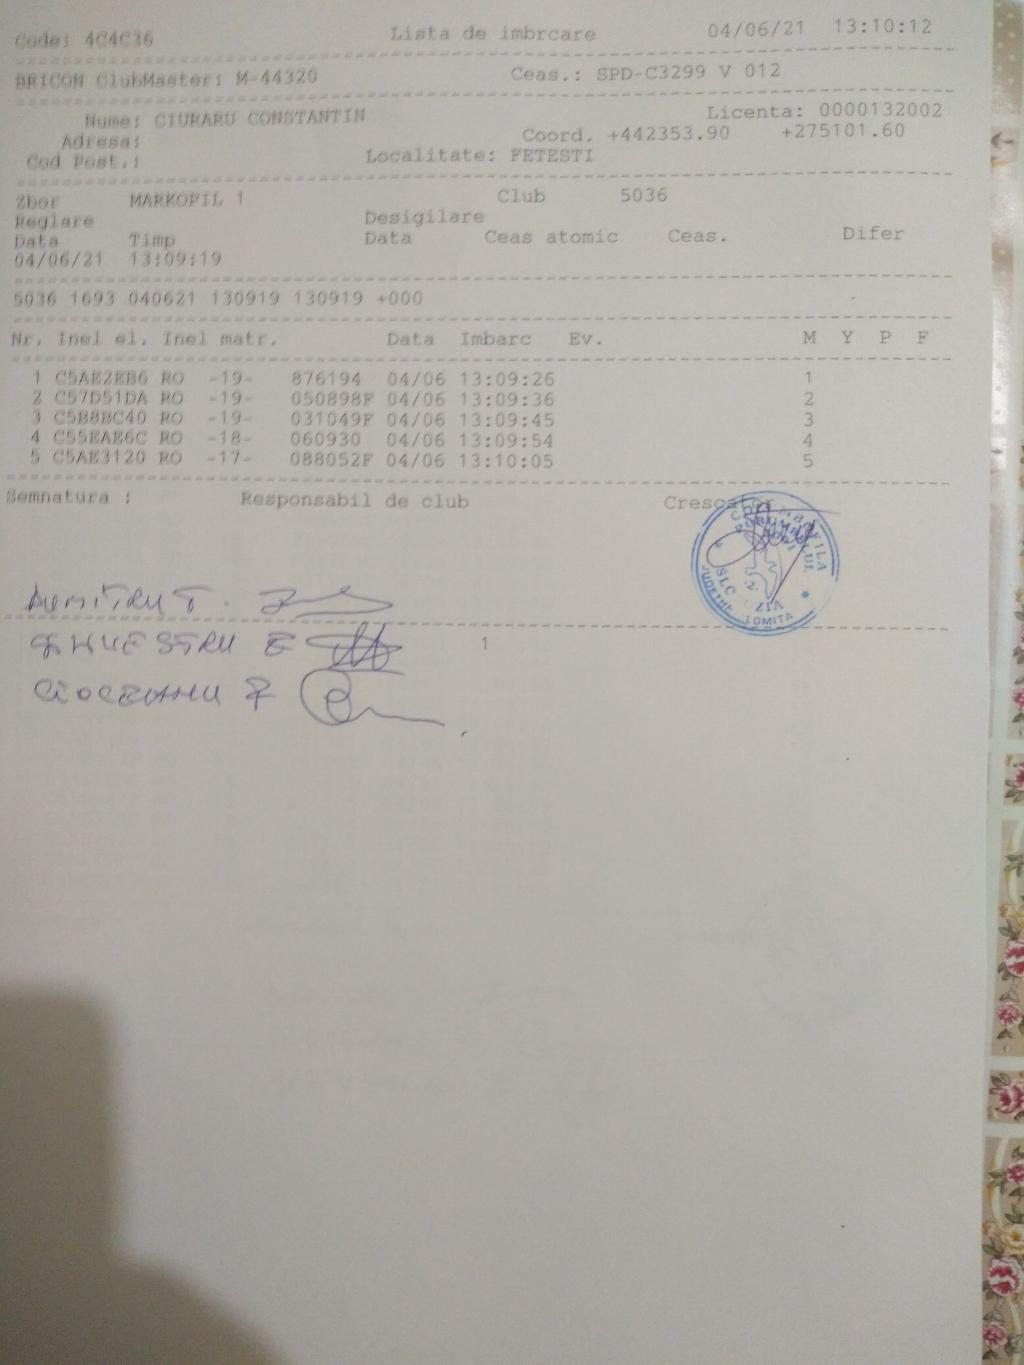 Code: 4C4C36 Lista de imbrcare 04/06/21 13:10:12
BRICON ClubMaster: M-44320 Ceas.: SPD-C3299 V 012
Nume: CIURARU CONSTANTIN Licenta: 0000132002
Adresa: Coord. +442353.90 +275101.60
Cod Post.: Localitate: FETESTI
Zbor MARKOPIL 1 Club 5036
Reglare Desigilare
Data Timp Data Ceas atomic Ceas. Difer
04/06/21 13:09:19
5036 1693 040621 130919 130919 +000
Nr. Inel el. Inel matr. Data Imbarc Ev. M Y P F
1 C5AE2EB6 RO -19- 876194 04/06 13:09:26 1
2 C57D51DA RO -19- 050898F 04/06 13:09:36 2
3 C5B8BC40 RO -19- 031049F 04/06 13:09:45 3
4 C55EAE6C RO -18- 060930 04/06 13:09:54 4
5 C5AE3120 RO -17- 088052F 04/06 13:10:05 5
Semnatura : Responsabil de club Crescator
DUMITRU T.
1